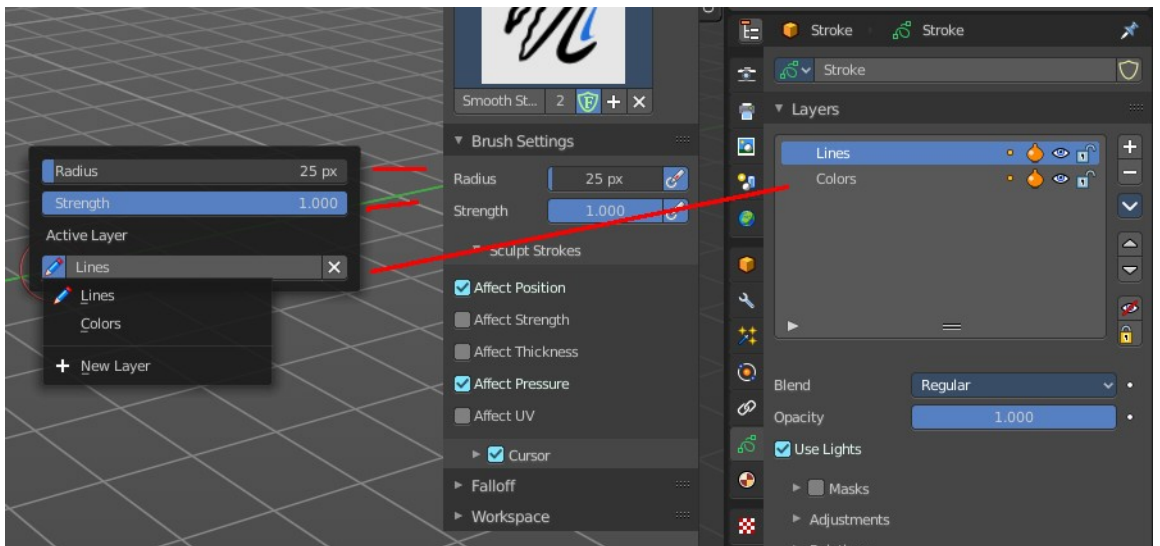 Radius 25 px
Strength 1.000
Active Layer
Lines
Lines
Colors
New Layer
Smooth St... 2 F
Brush Settings
Radius 25 px
Strength 1.000
Sculpt Strokes
Affect Position
Affect Strength
Affect Thickness
Affect Pressure
Affect UV
Cursor
Falloff
Workspace
Stroke Stroke
Stroke
Layers
Lines
Colors
Blend Regular
Opacity 1.000
Use Lights
Masks
Adjustments